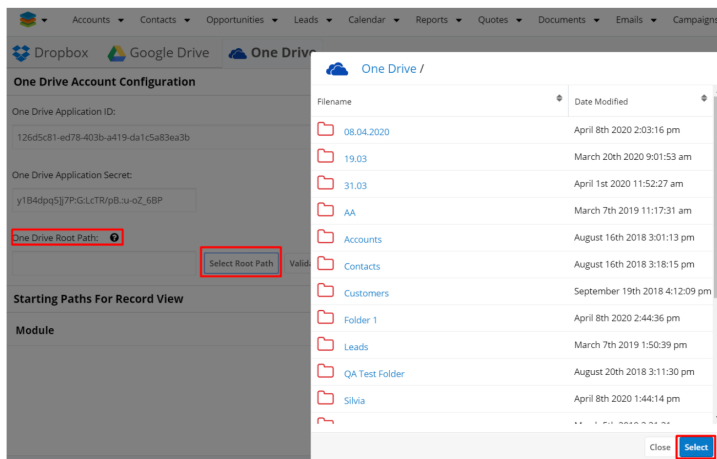 Accounts Contacts Opportunities Leads Calendar Reports Quotes Documents Emails Campaigns
Dropbox Google Drive One Drive
One Drive Account Configuration
One Drive Application ID:
126d5c81-ed78-403b-a419-da1c5a83ea3b
One Drive Application Secret:
y1B4dpqS]j7P:G:LcTR/pB.:u-oZ_6BP
One Drive Root Path:
Select Root Path
Starting Paths For Record View
Module
One Drive /
Filename Date Modified
08.04.2020 April 8th 2020 2:03:16 pm
19.03 March 20th 2020 9:01:53 am
31.03 April 1st 2020 11:52:27 am
AA March 7th 2019 11:17:31 am
Accounts August 16th 2018 3:01:13 pm
Contacts August 16th 2018 3:18:15 pm
Customers September 19th 2018 4:12:09 pm
Folder 1 April 8th 2020 2:44:36 pm
Leads March 7th 2019 1:50:39 pm
QA Test Folder August 20th 2018 3:11:30 pm
Silvia April 8th 2020 1:44:14 pm
Close Select